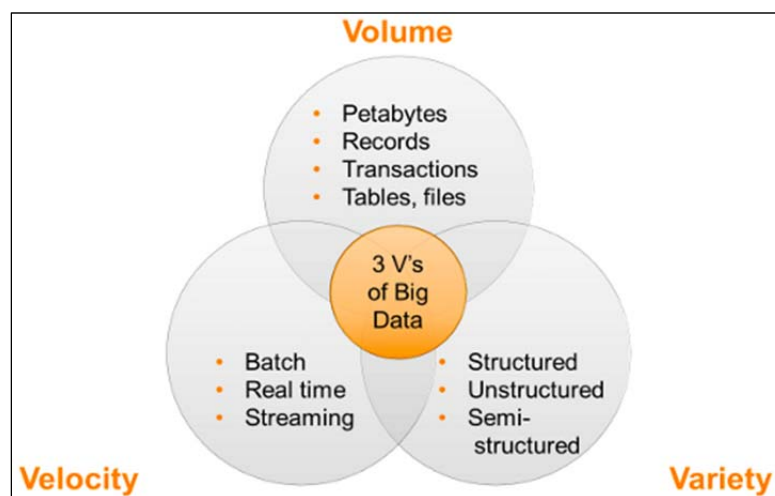 Volume
• Petabytes
• Records
• Transactions
• Tables, files
3 V’s
of Big
Data
• Batch
• Real time
• Streaming
• Structured
• Unstructured
• Semi-
structured
Velocity
Variety